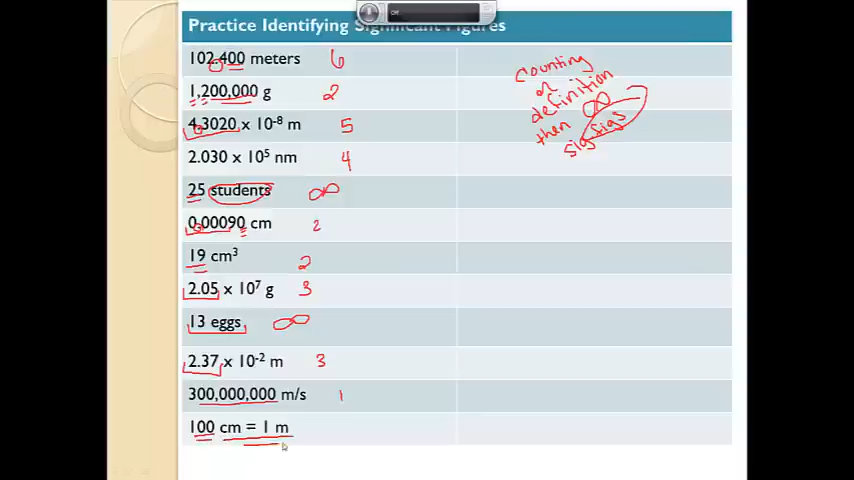 Practice Identifying Significant Figures
102.400 meters 6
1,200,000 g 2
4.3020 x 10⁻⁸ m 5
2.030 x 10⁵ nm 4
25 students ∞
0.00090 cm 2
19 cm³ 2
2.05 x 10⁷ g 3
13 eggs ∞
2.37 x 10⁻² m 3
300,000,000 m/s 1
100 cm = 1 m
counting
or
definition
then ∞
sig figs